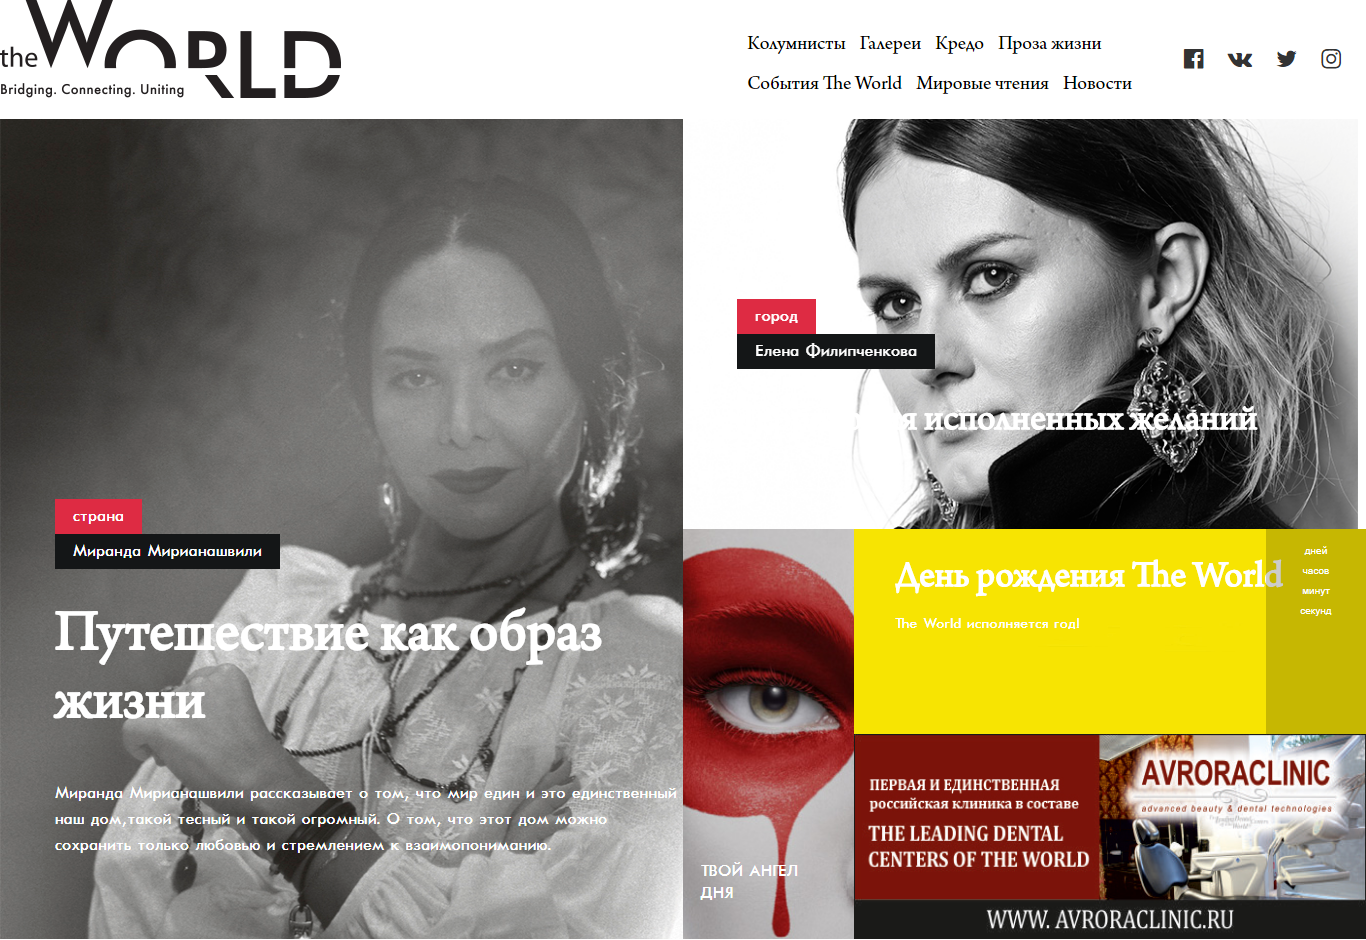 the WORLD
Bridging. Connecting. Uniting
Колумнисты Галереи Кредо Проза жизни
События The World Мировые чтения Новости
страна
Миранда Мирианашвили
Путешествие как образ
жизни
Миранда Мирианашвили рассказывает о том, что мир един и это единственный
наш дом,такой тесный и такой огромный. О том, что этот дом можно
сохранить только любовью и стремлением к взаимопониманию.
город
Елена Филипченкова
исполненных желаний
ТВОЙ АНГЕЛ
ДНЯ
День рождения The World
The World исполняется год!
дней
часов
минут
секунд
ПЕРВАЯ И ЕДИНСТВЕННАЯ
российская клиника в составе
THE LEADING DENTAL
CENTERS OF THE WORLD
AVRORACLINIC
advanced beauty & dental technologies
WWW. AVRORACLINIC.RU